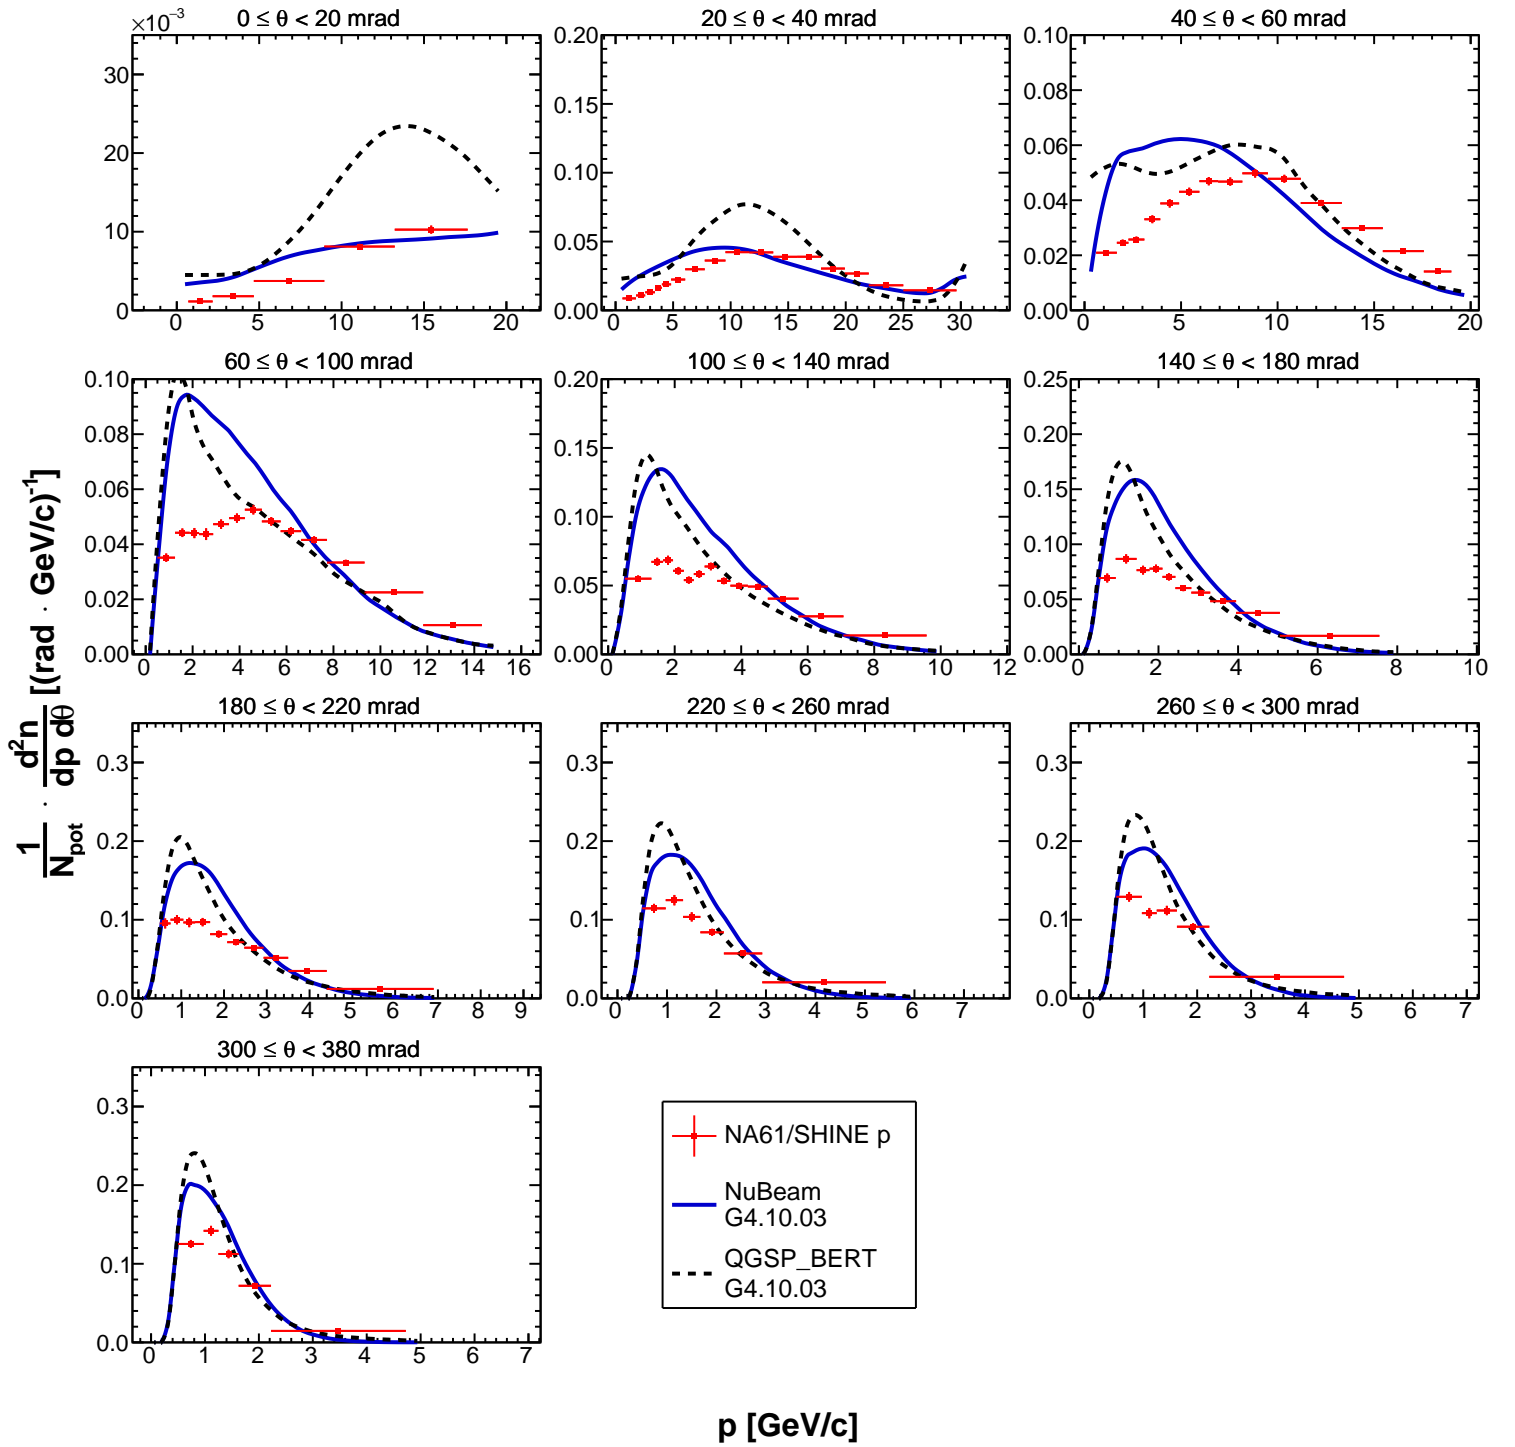 ×10⁻³
0 ≤ θ < 20 mrad
30
20
10
0
0 5 10 15 20
20 ≤ θ < 40 mrad
0.20
0.15
0.10
0.05
0.00
0 5 10 15 20 25 30
40 ≤ θ < 60 mrad
0.10
0.08
0.06
0.04
0.02
0.00
0 5 10 15 20
60 ≤ θ < 100 mrad
0.10
0.08
0.06
0.04
0.02
0.00
0 2 4 6 8 10 12 14 16
100 ≤ θ < 140 mrad
0.20
0.15
0.10
0.05
0.00
0 2 4 6 8 10 12
140 ≤ θ < 180 mrad
0.25
0.20
0.15
0.10
0.05
0.00
0 2 4 6 8 10
180 ≤ θ < 220 mrad
0.3
0.2
0.1
0.0
0 1 2 3 4 5 6 7 8 9
220 ≤ θ < 260 mrad
0.3
0.2
0.1
0.0
0 1 2 3 4 5 6 7
260 ≤ θ < 300 mrad
0.3
0.2
0.1
0.0
0 1 2 3 4 5 6 7
300 ≤ θ < 380 mrad
0.3
0.2
0.1
0.0
0 1 2 3 4 5 6 7
NA61/SHINE p
NuBeam
G4.10.03
QGSP_BERT
G4.10.03
1/N_pot · d²n/dp dθ [(rad · GeV/c)⁻¹]
p [GeV/c]